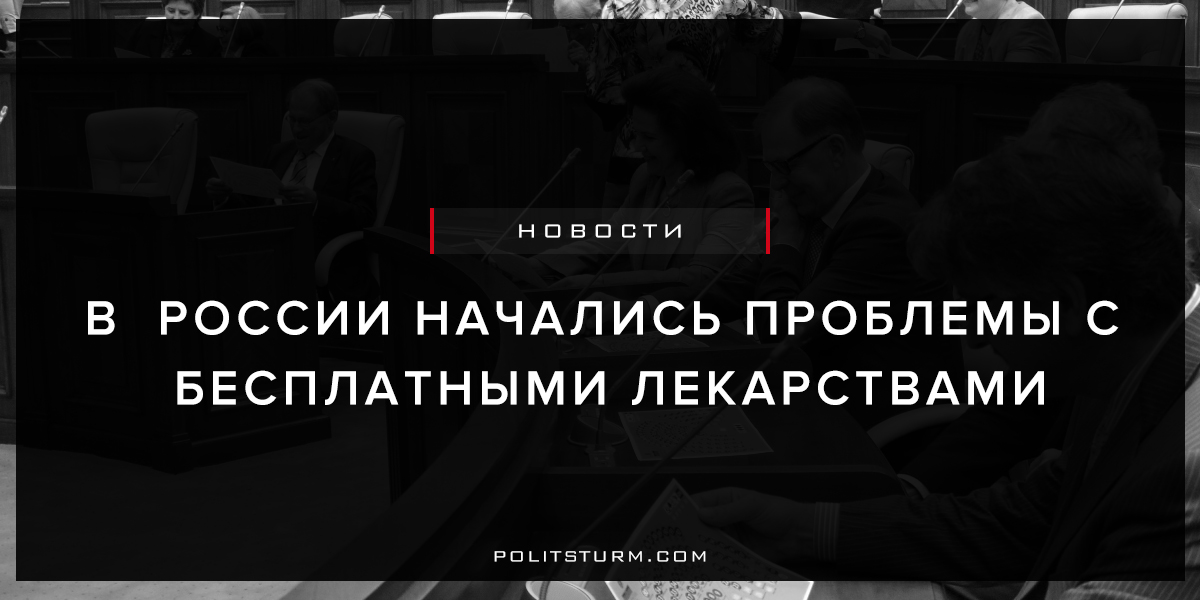 НОВОСТИ
В РОССИИ НАЧАЛИСЬ ПРОБЛЕМЫ С
БЕСПЛАТНЫМИ ЛЕКАРСТВАМИ
POLITSTURM.COM